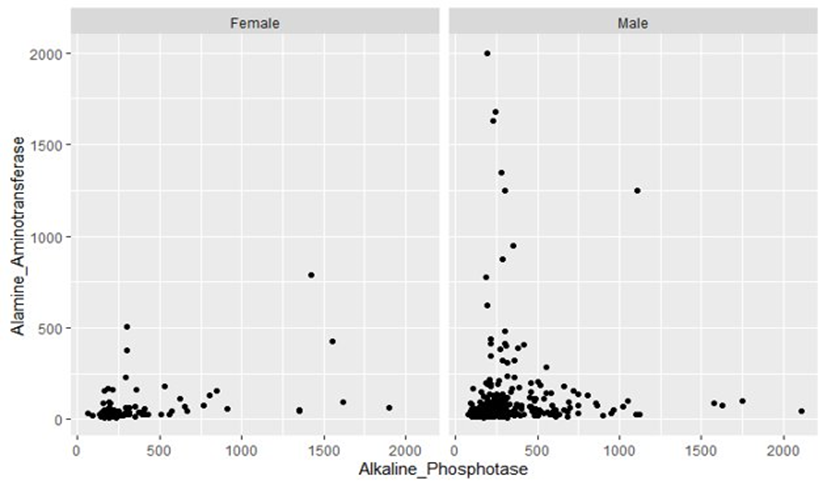 Female Male
2000
1500
1000
500
0
Alamine_Aminotransferase
0 500 1000 1500 2000 0 500 1000 1500 2000
Alkaline_Phosphotase